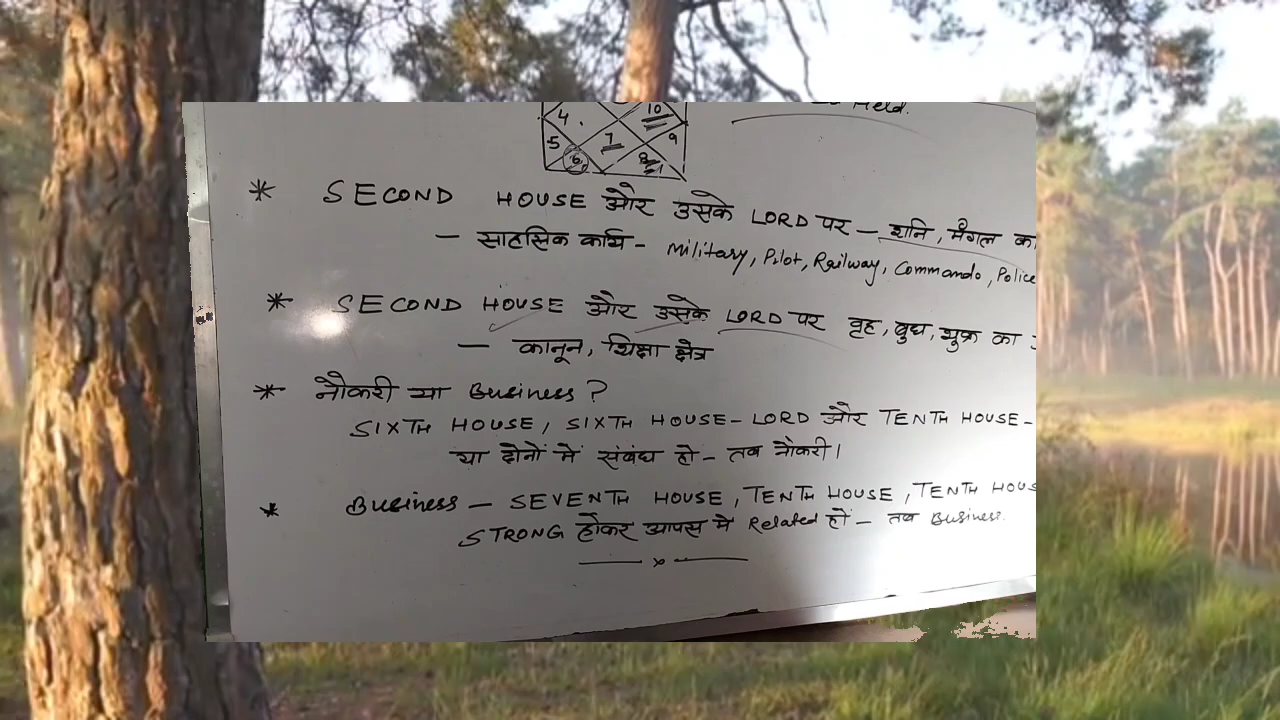 Field.
4 10
5 7 9
6 8
* SECOND HOUSE और उसके LORD पर – शनि, मंगल का
– साहसिक कार्य – Military, Pilot, Railway, Commando, Police
* SECOND HOUSE और उसके LORD पर वृह, बुध, शुक्र का
– कानून, शिक्षा क्षेत्र
* नौकरी या Business?
SIXTH HOUSE, SIXTH HOUSE – LORD और TENTH HOUSE –
या दोनों में संबंध हो – तब नौकरी।
* Business – SEVENTH HOUSE, TENTH HOUSE, TENTH HOUS
STRONG होकर आपस में Related हों – तब Business.